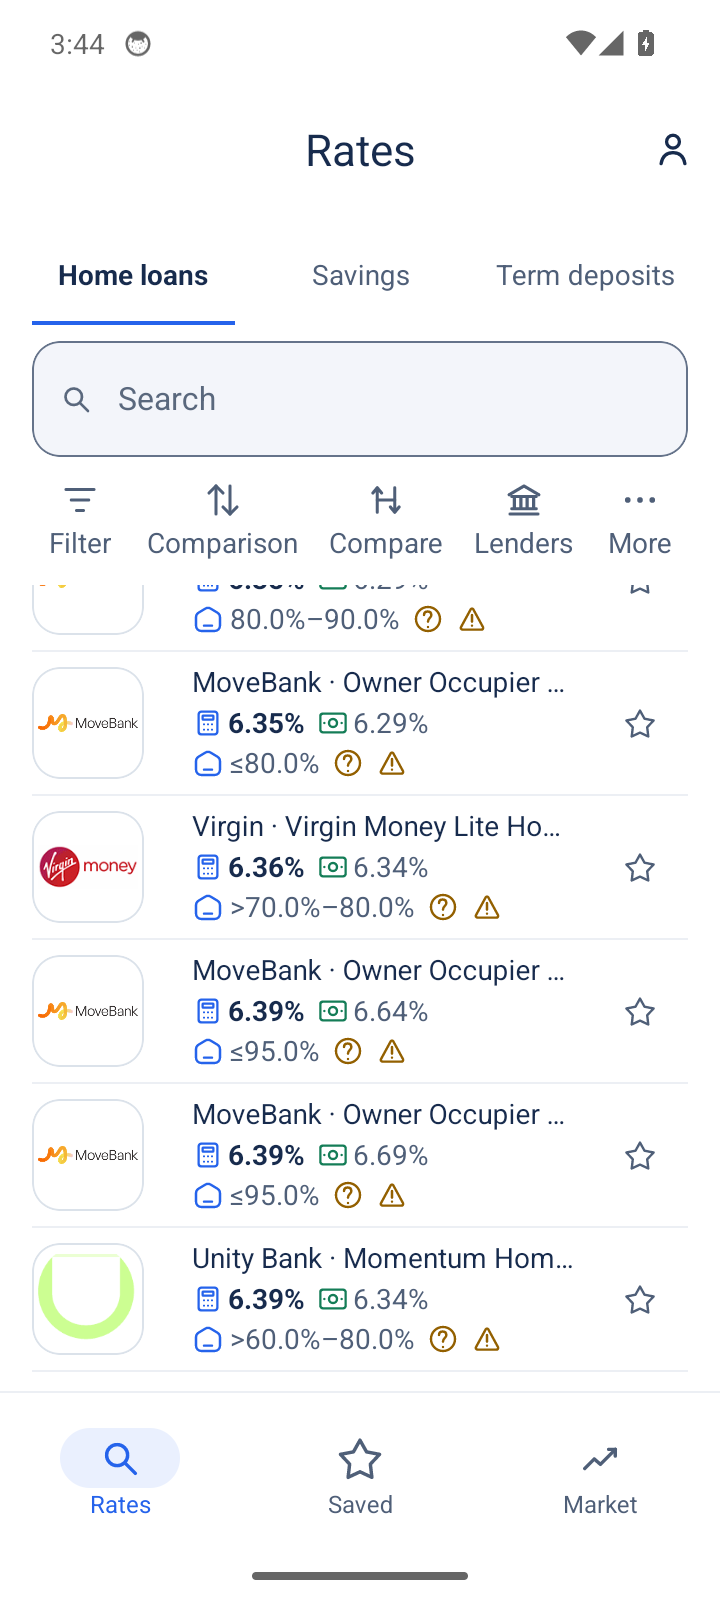 3:44
Rates
Home loans
Savings
Term deposits
Search
Filter
Comparison
Compare
Lenders
More
80.0%–90.0%
MoveBank · Owner Occupier ...
MoveBank
6.35% 6.29%
≤80.0%
Virgin · Virgin Money Lite Ho...
Virgin money
6.36% 6.34%
>70.0%–80.0%
MoveBank · Owner Occupier ...
MoveBank
6.39% 6.64%
≤95.0%
MoveBank · Owner Occupier ...
MoveBank
6.39% 6.69%
≤95.0%
Unity Bank · Momentum Hom...
6.39% 6.34%
>60.0%–80.0%
Rates
Saved
Market